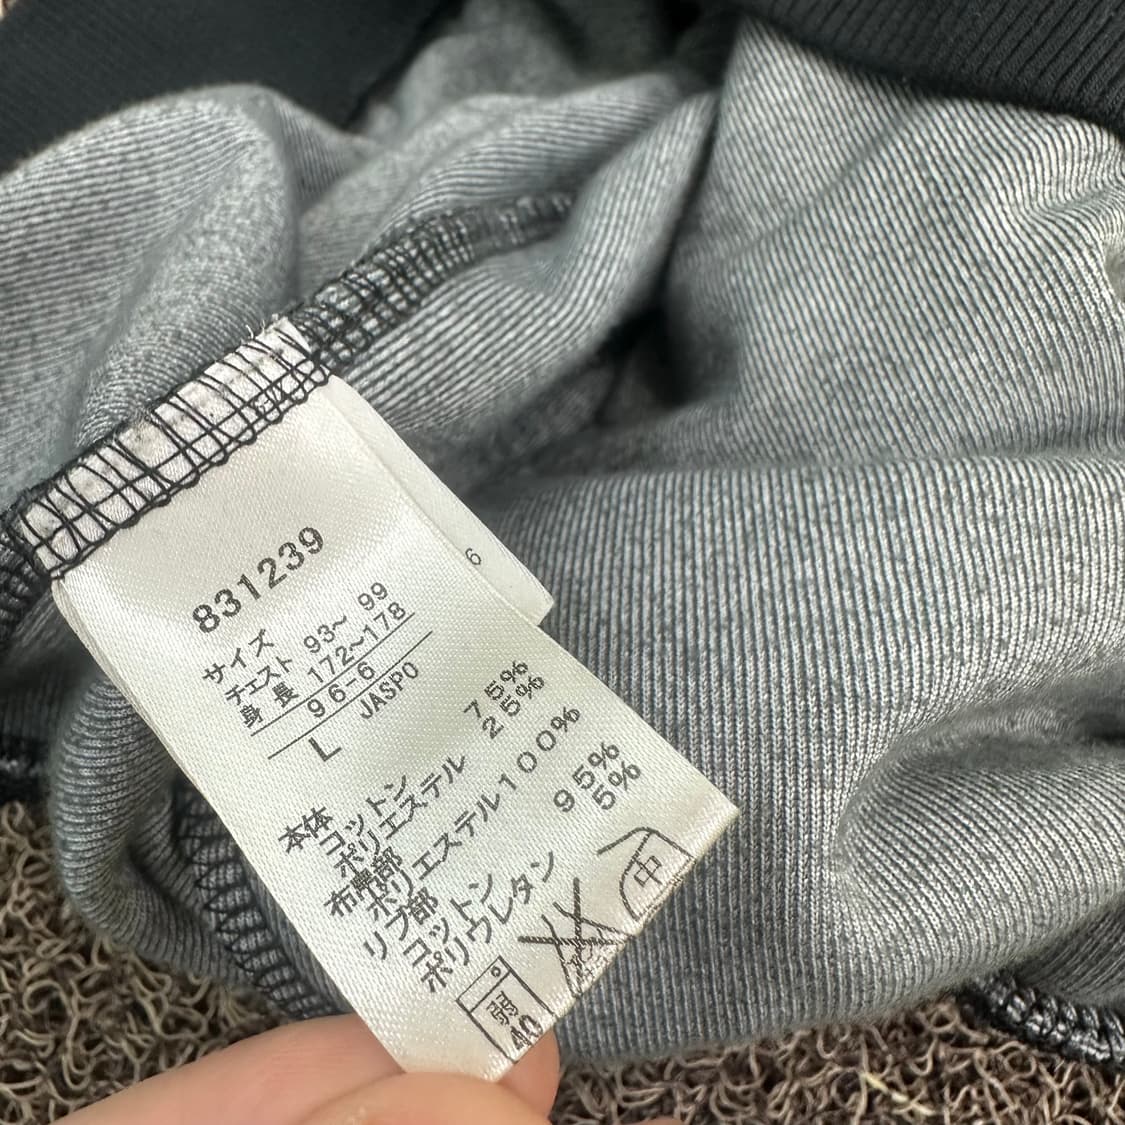 831239
サイズ
チェスト 93~ 99
身 長 172~178
96-6
JASPO
L
本体
コットン 75%
ポリエステル 25%
布帛部
ポリエステル100%
リブ部
コットン 95%
ポリウレタン 5%
中
弱
40
6